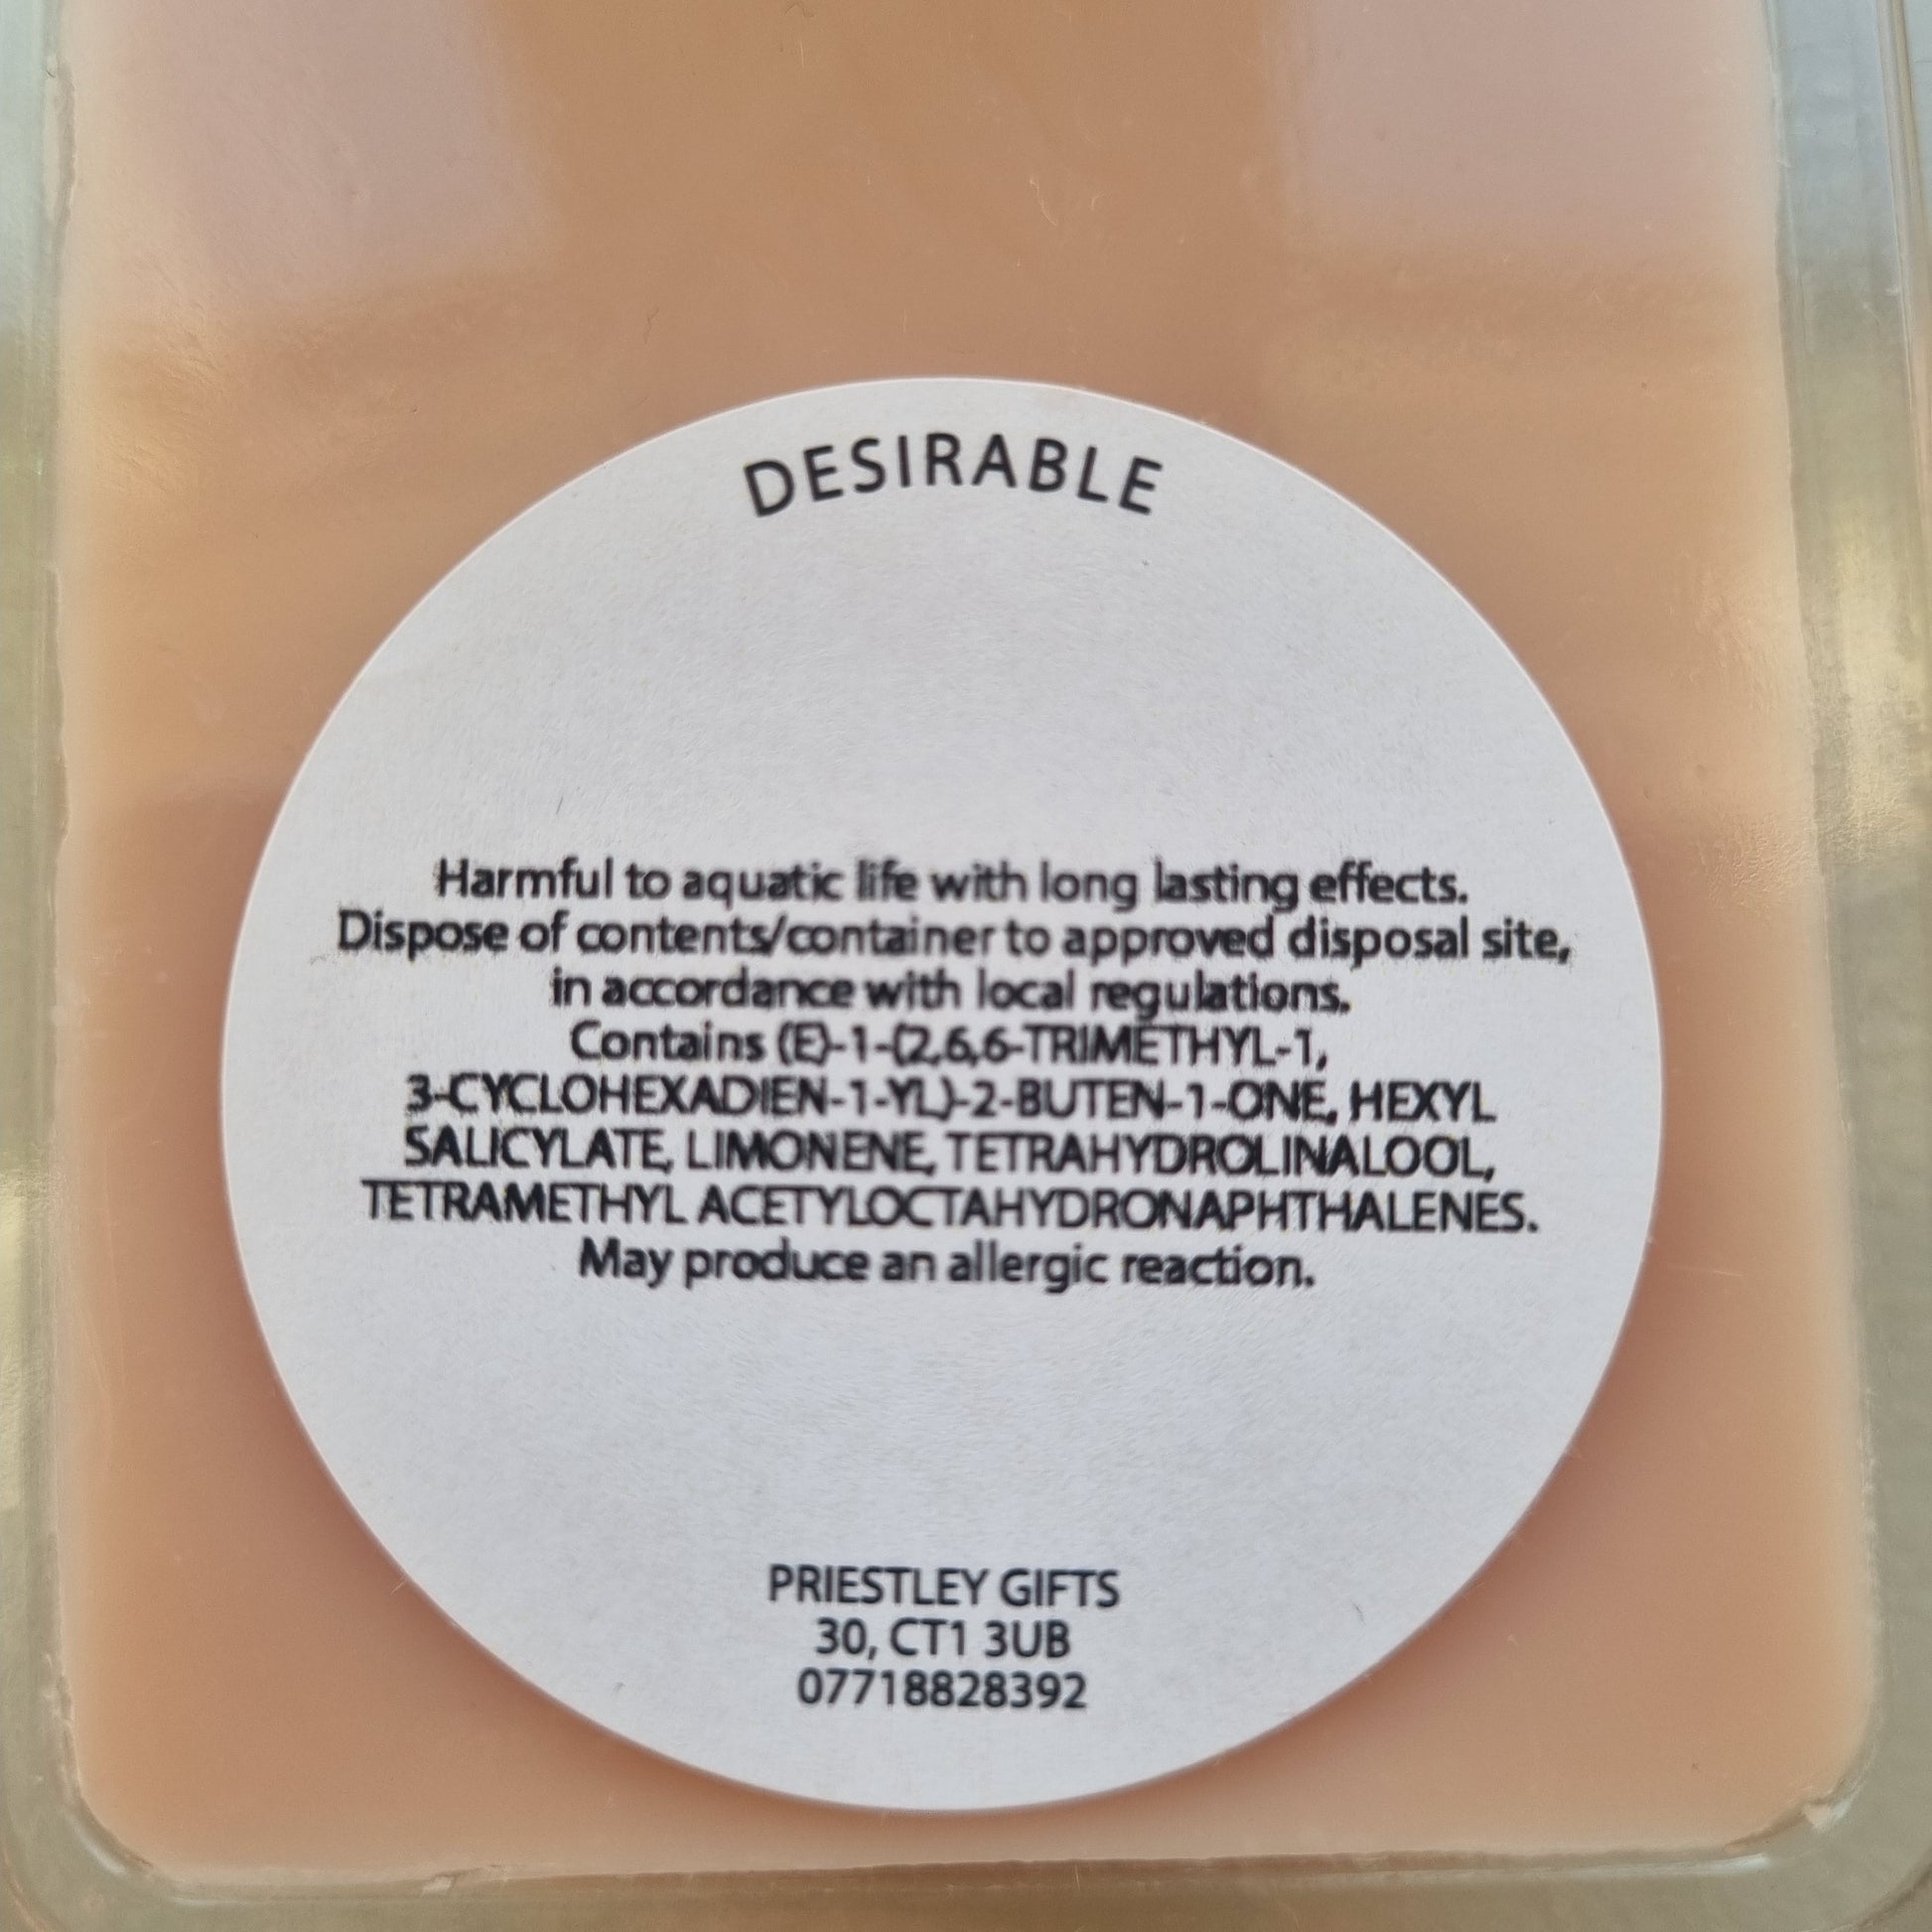 DESIRABLE
Harmful to aquatic life with long lasting effects.
Dispose of contents/container to approved disposal site,
in accordance with local regulations.
Contains (E)-1-(2,6,6-TRIMETHYL-1,
3-CYCLOHEXADIEN-1-YL)-2-BUTEN-1-ONE, HEXYL
SALICYLATE, LIMONENE, TETRAHYDROLINALOOL,
TETRAMETHYL ACETYLOCTAHYDRONAPHTHALENES.
May produce an allergic reaction.
PRIESTLEY GIFTS
30, CT1 3UB
07718828392